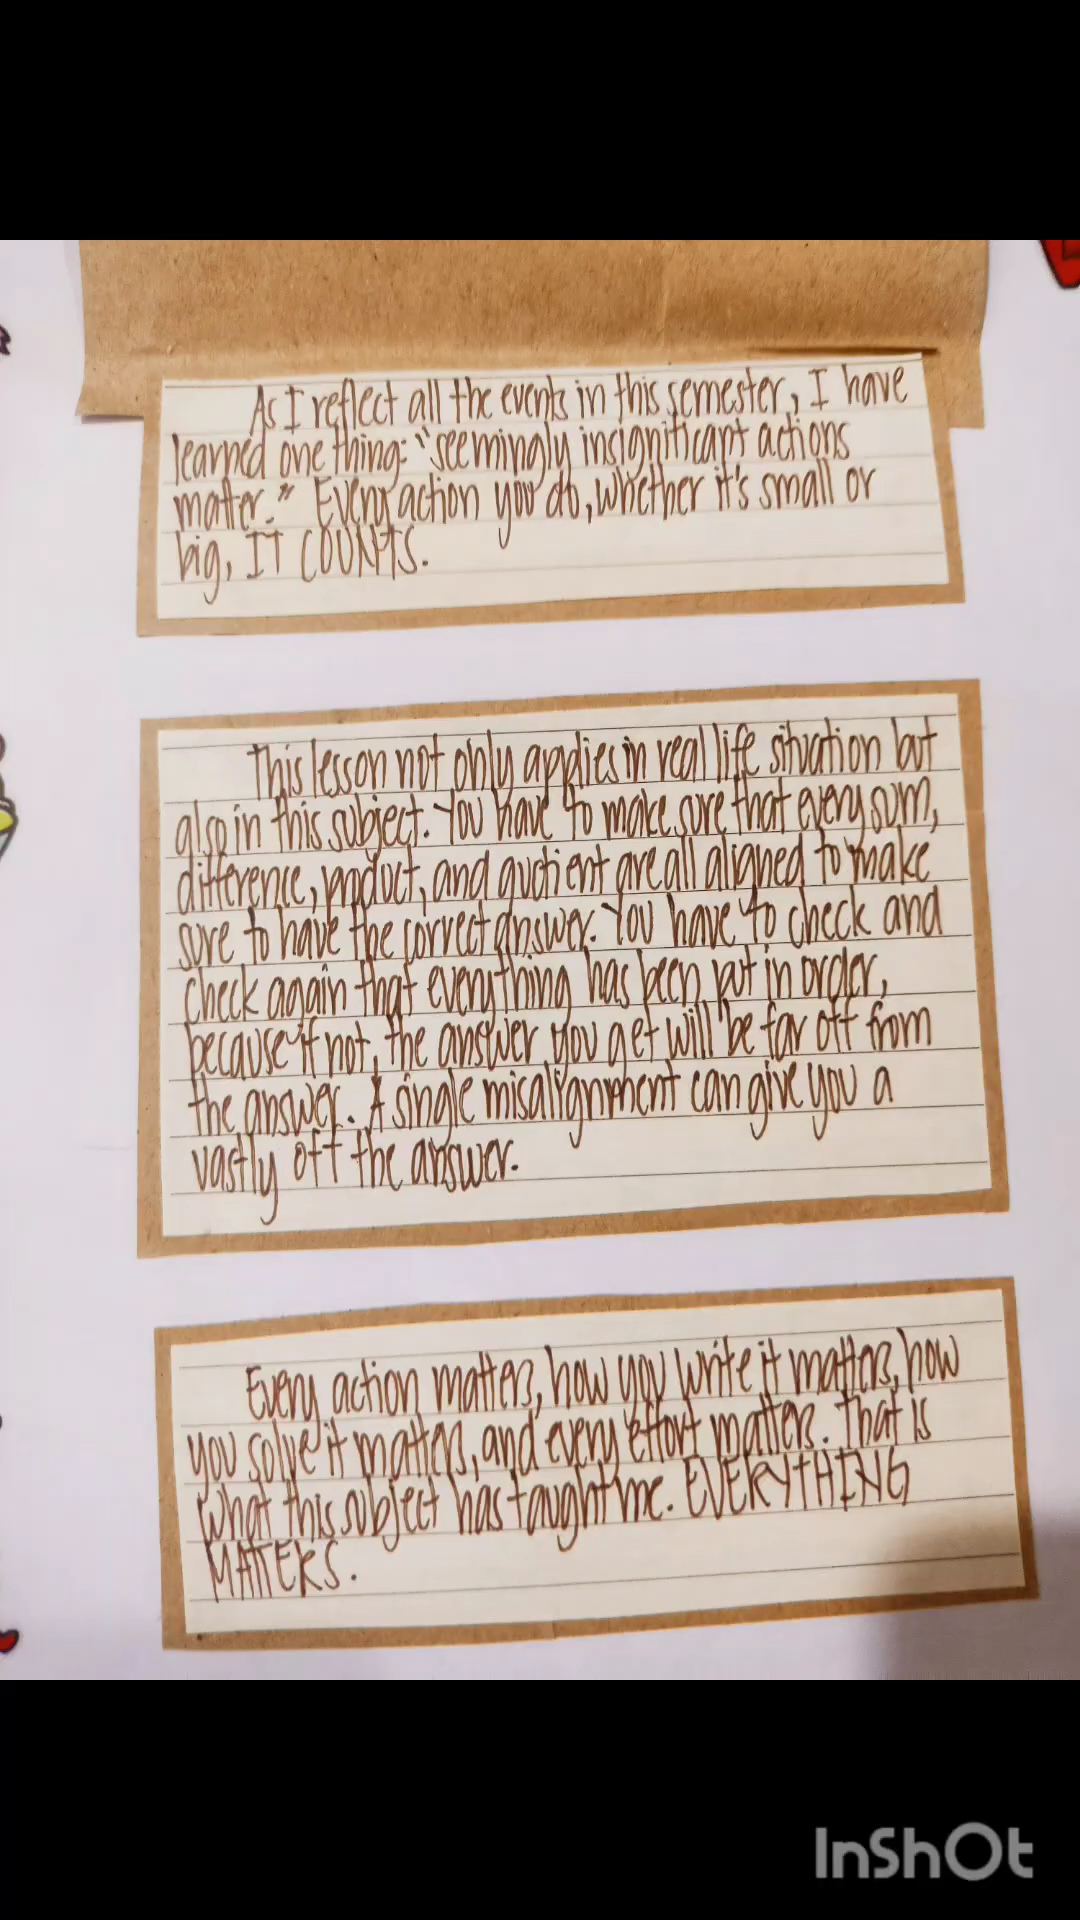 As I reflect all the events in this semester, I have
learned one thing: "seemingly insignificant actions
matter." Every action you do, whether it's small or
big, IT COUNTS.
This lesson not only applies in real life situation but
also in this subject. You have to make sure that every sum,
difference, product, and quotient are all aligned to make
sure to have the correct answer. You have to check and
check again that everything has been put in order,
because if not, the answer you get will be far off from
the answer. A single misalignment can give you a
vastly off the answer.
Every action matters, how you write it matters, how
you solve it matters, and every effort matters. That is
what this subject has taught me. EVERYTHING
MATTERS.
InShOt